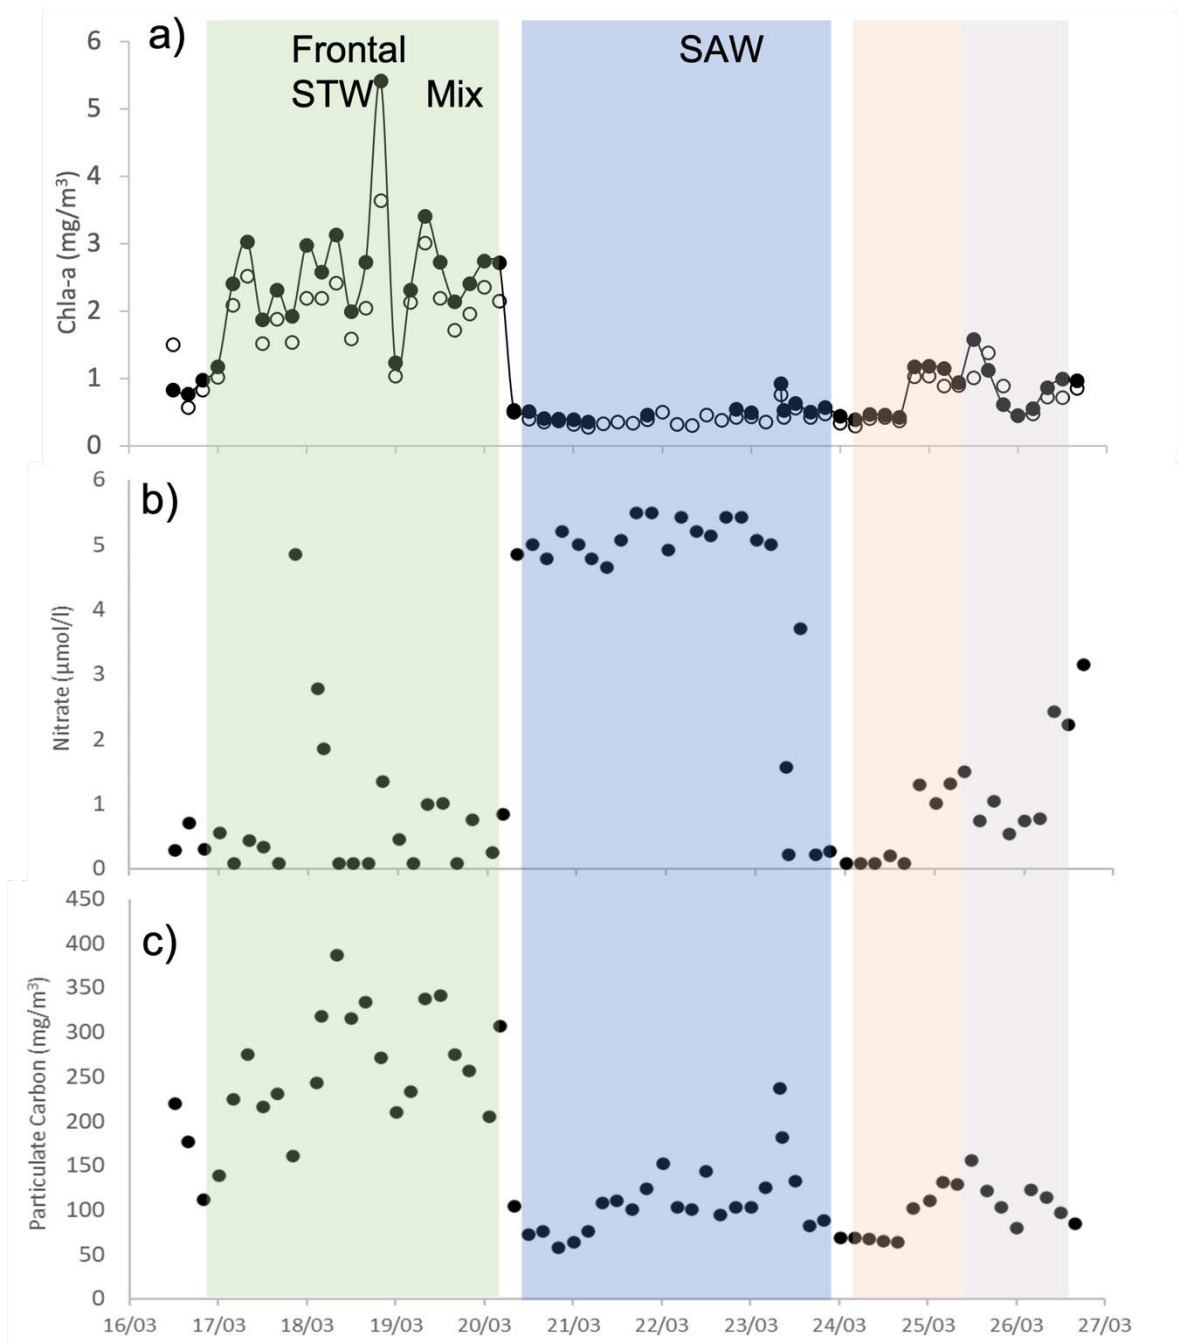 a)
Frontal
STW Mix
SAW
Chla-a (mg/m³)
6
5
4
3
2
1
0
b)
Nitrate (µmol/l)
6
5
4
3
2
1
0
c)
Particulate Carbon (mg/m³)
450
400
350
300
250
200
150
100
50
0
16/03 17/03 18/03 19/03 20/03 21/03 22/03 23/03 24/03 25/03 26/03 27/03